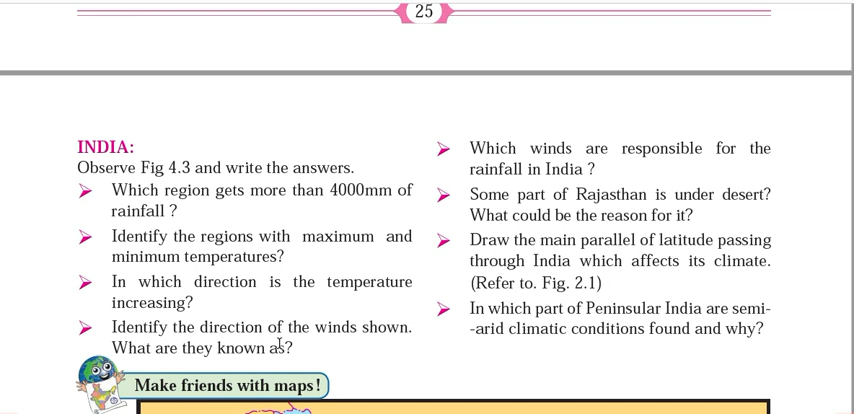 25
INDIA:
Observe Fig 4.3 and write the answers.
Which region gets more than 4000mm of
rainfall ?
Identify the regions with maximum and
minimum temperatures?
In which direction is the temperature
increasing?
Identify the direction of the winds shown.
What are they known as?
Which winds are responsible for the
rainfall in India ?
Some part of Rajasthan is under desert?
What could be the reason for it?
Draw the main parallel of latitude passing
through India which affects its climate.
(Refer to. Fig. 2.1)
In which part of Peninsular India are semi-
-arid climatic conditions found and why?
Make friends with maps!